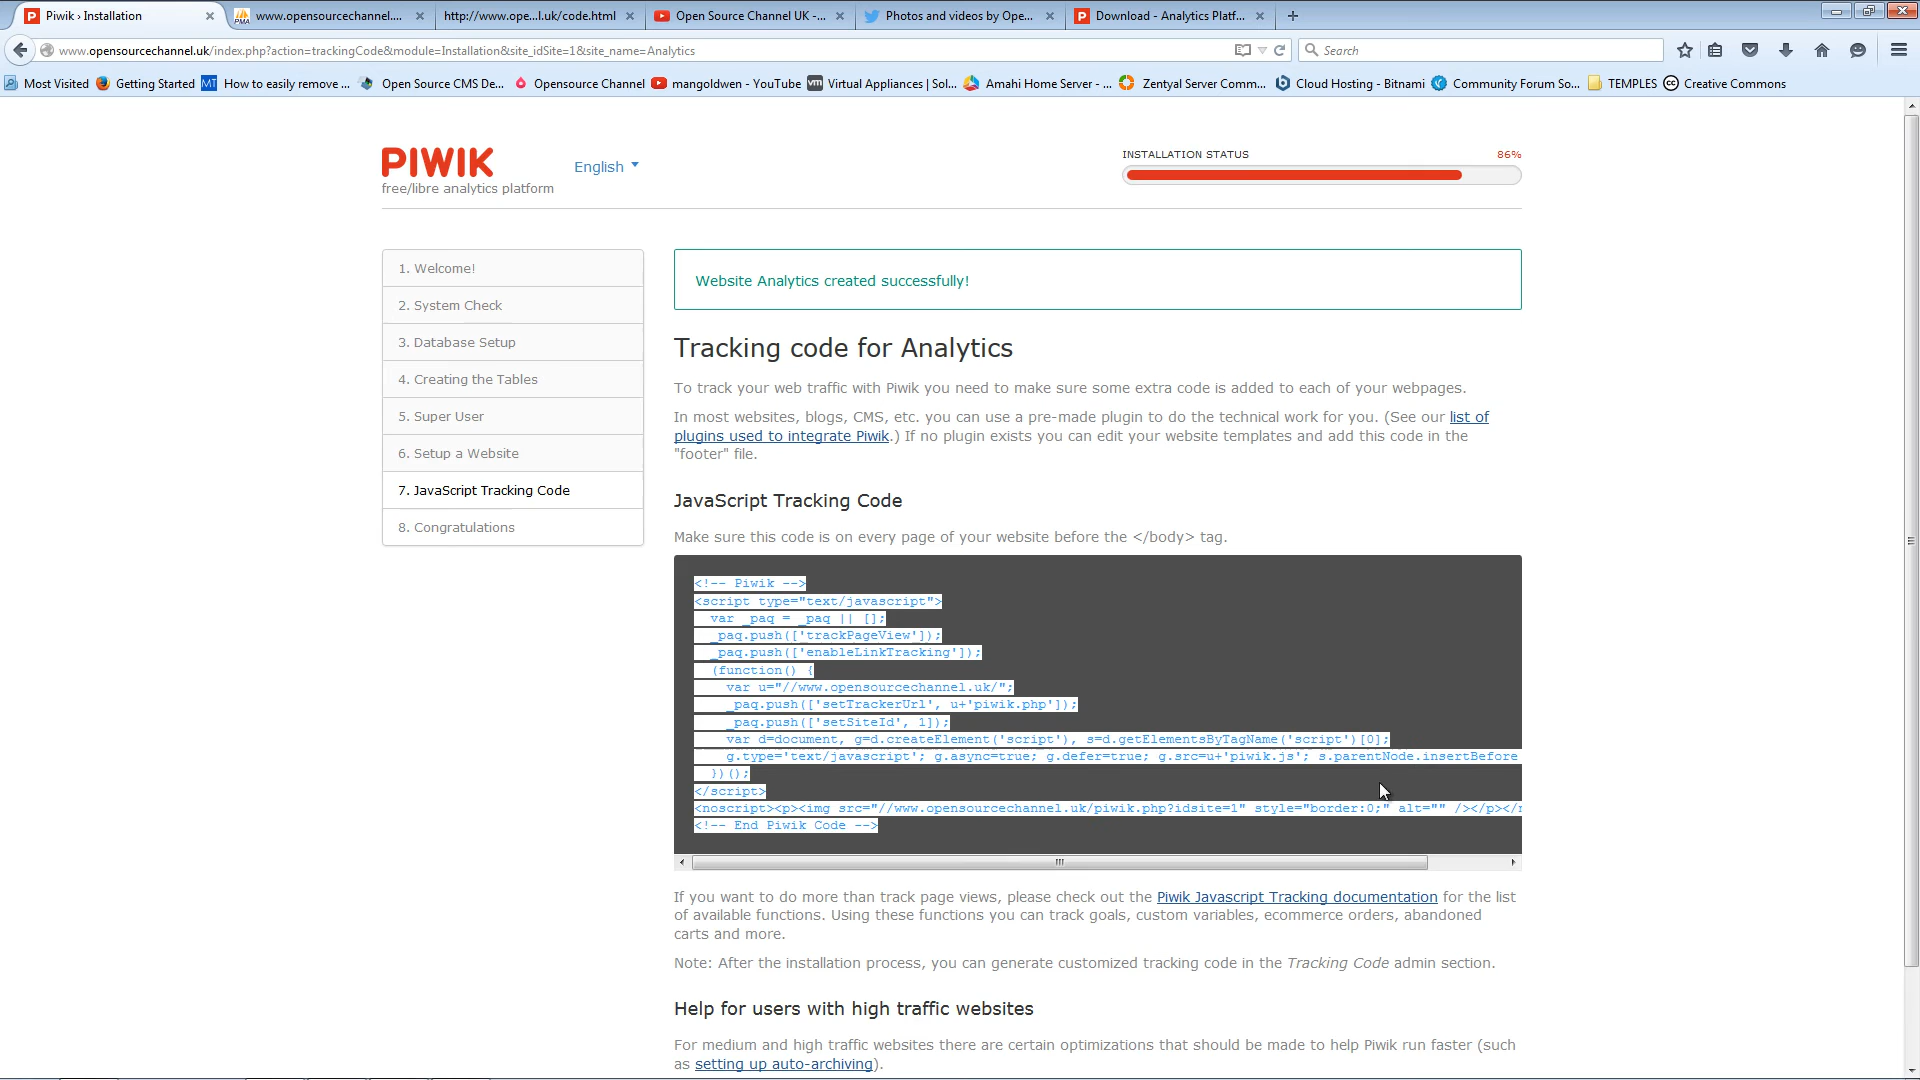 Piwik › Installation
www.opensourcechannel....
http://www.ope...l.uk/code.html
Open Source Channel UK -...
Photos and videos by Ope...
Download - Analytics Platf...
www.opensourcechannel.uk/index.php?action=trackingCode&module=Installation&site_idSite=1&site_name=Analytics
Search
Most Visited
Getting Started
MT
How to easily remove ...
Open Source CMS De...
Opensource Channel
mangoldwen - YouTube
vm
Virtual Appliances | Sol...
Amahi Home Server - ...
Zentyal Server Comm...
Cloud Hosting - Bitnami
Community Forum So...
TEMPLES
Creative Commons
PIWIK
free/libre analytics platform
English
INSTALLATION STATUS
86%
1. Welcome!
2. System Check
3. Database Setup
4. Creating the Tables
5. Super User
6. Setup a Website
7. JavaScript Tracking Code
8. Congratulations
Website Analytics created successfully!
Tracking code for Analytics
To track your web traffic with Piwik you need to make sure some extra code is added to each of your webpages.
In most websites, blogs, CMS, etc. you can use a pre-made plugin to do the technical work for you. (See our list of
plugins used to integrate Piwik.) If no plugin exists you can edit your website templates and add this code in the
"footer" file.
JavaScript Tracking Code
Make sure this code is on every page of your website before the </body> tag.
<!-- Piwik -->
<script type="text/javascript">
var _paq = _paq || [];
_paq.push(['trackPageView']);
_paq.push(['enableLinkTracking']);
(function() {
var u="//www.opensourcechannel.uk/";
_paq.push(['setTrackerUrl', u+'piwik.php']);
_paq.push(['setSiteId', 1]);
var d=document, g=d.createElement('script'), s=d.getElementsByTagName('script')[0];
g.type='text/javascript'; g.async=true; g.defer=true; g.src=u+'piwik.js'; s.parentNode.insertBefore
})();
</script>
<noscript><p><img src="//www.opensourcechannel.uk/piwik.php?idsite=1" style="border:0;" alt="" /></p></
<!-- End Piwik Code -->
If you want to do more than track page views, please check out the Piwik Javascript Tracking documentation for the list
of available functions. Using these functions you can track goals, custom variables, ecommerce orders, abandoned
carts and more.
Note: After the installation process, you can generate customized tracking code in the Tracking Code admin section.
Help for users with high traffic websites
For medium and high traffic websites there are certain optimizations that should be made to help Piwik run faster (such
as setting up auto-archiving).